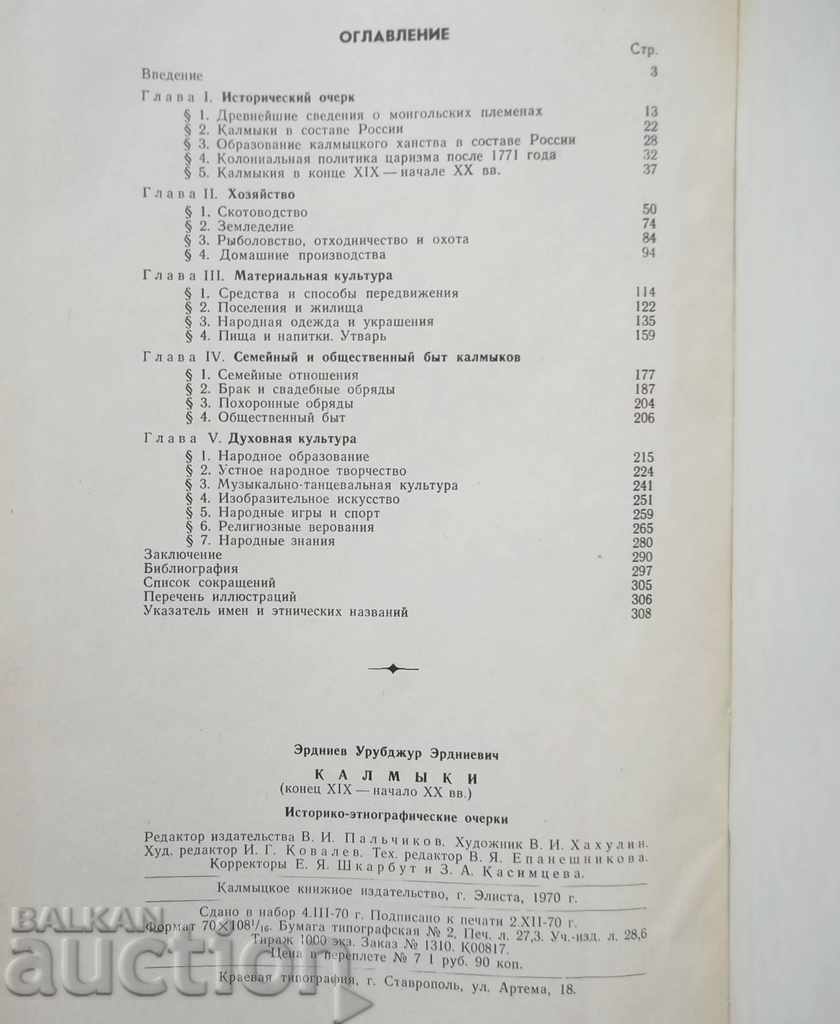 ОГЛАВЛЕНИЕ
Стр.
Введение 3
Глава I. Исторический очерк
§ 1. Древнейшие сведения о монгольских племенах 13
§ 2. Калмыки в составе России 22
§ 3. Образование калмыцкого ханства в составе России 28
§ 4. Колониальная политика царизма после 1771 года 32
§ 5. Калмыкия в конце XIX — начале XX вв. 37
Глава II. Хозяйство
§ 1. Скотоводство 50
§ 2. Земледелие 74
§ 3. Рыболовство, отходничество и охота 84
§ 4. Домашние производства 94
Глава III. Материальная культура
§ 1. Средства и способы передвижения 114
§ 2. Поселения и жилища 122
§ 3. Народная одежда и украшения 135
§ 4. Пища и напитки. Утварь 159
Глава IV. Семейный и общественный быт калмыков
§ 1. Семейные отношения 177
§ 2. Брак и свадебные обряды 187
§ 3. Похоронные обряды 204
§ 4. Общественный быт 206
Глава V. Духовная культура
§ 1. Народное образование 215
§ 2. Устное народное творчество 224
§ 3. Музыкально-танцевальная культура 241
§ 4. Изобразительное искусство 251
§ 5. Народные игры и спорт 259
§ 6. Религиозные верования 265
§ 7. Народные знания 280
Заключение 290
Библиография 297
Список сокращений 305
Перечень иллюстраций 306
Указатель имен и этнических названий 308
Эрдниев Урубджур Эрдниевич
КАЛМЫКИ
(конец XIX — начало XX вв.)
Историко-этнографические очерки
Редактор издательства В. И. Пальчиков. Художник В. И. Хахулин.
Худ. редактор И. Г. Ковалев. Тех. редактор В. Я. Епанешникова.
Корректоры Е. Я. Шкарбут и З. А. Касимцева.
Калмыцкое книжное издательство, г. Элиста, 1970 г.
Сдано в набор 4.III-70 г. Подписано к печати 2.XII-70 г.
Формат 70×108¹/₁₆. Бумага типографская № 2, Печ. л. 27,3. Уч.-изд. л. 28,6
Тираж 1000 экз. Заказ № 1310. К00817.
Цена в переплете № 7 1 руб. 90 коп.
Краевая типография, г. Ставрополь, ул. Артема, 18.
BALKAN
auction